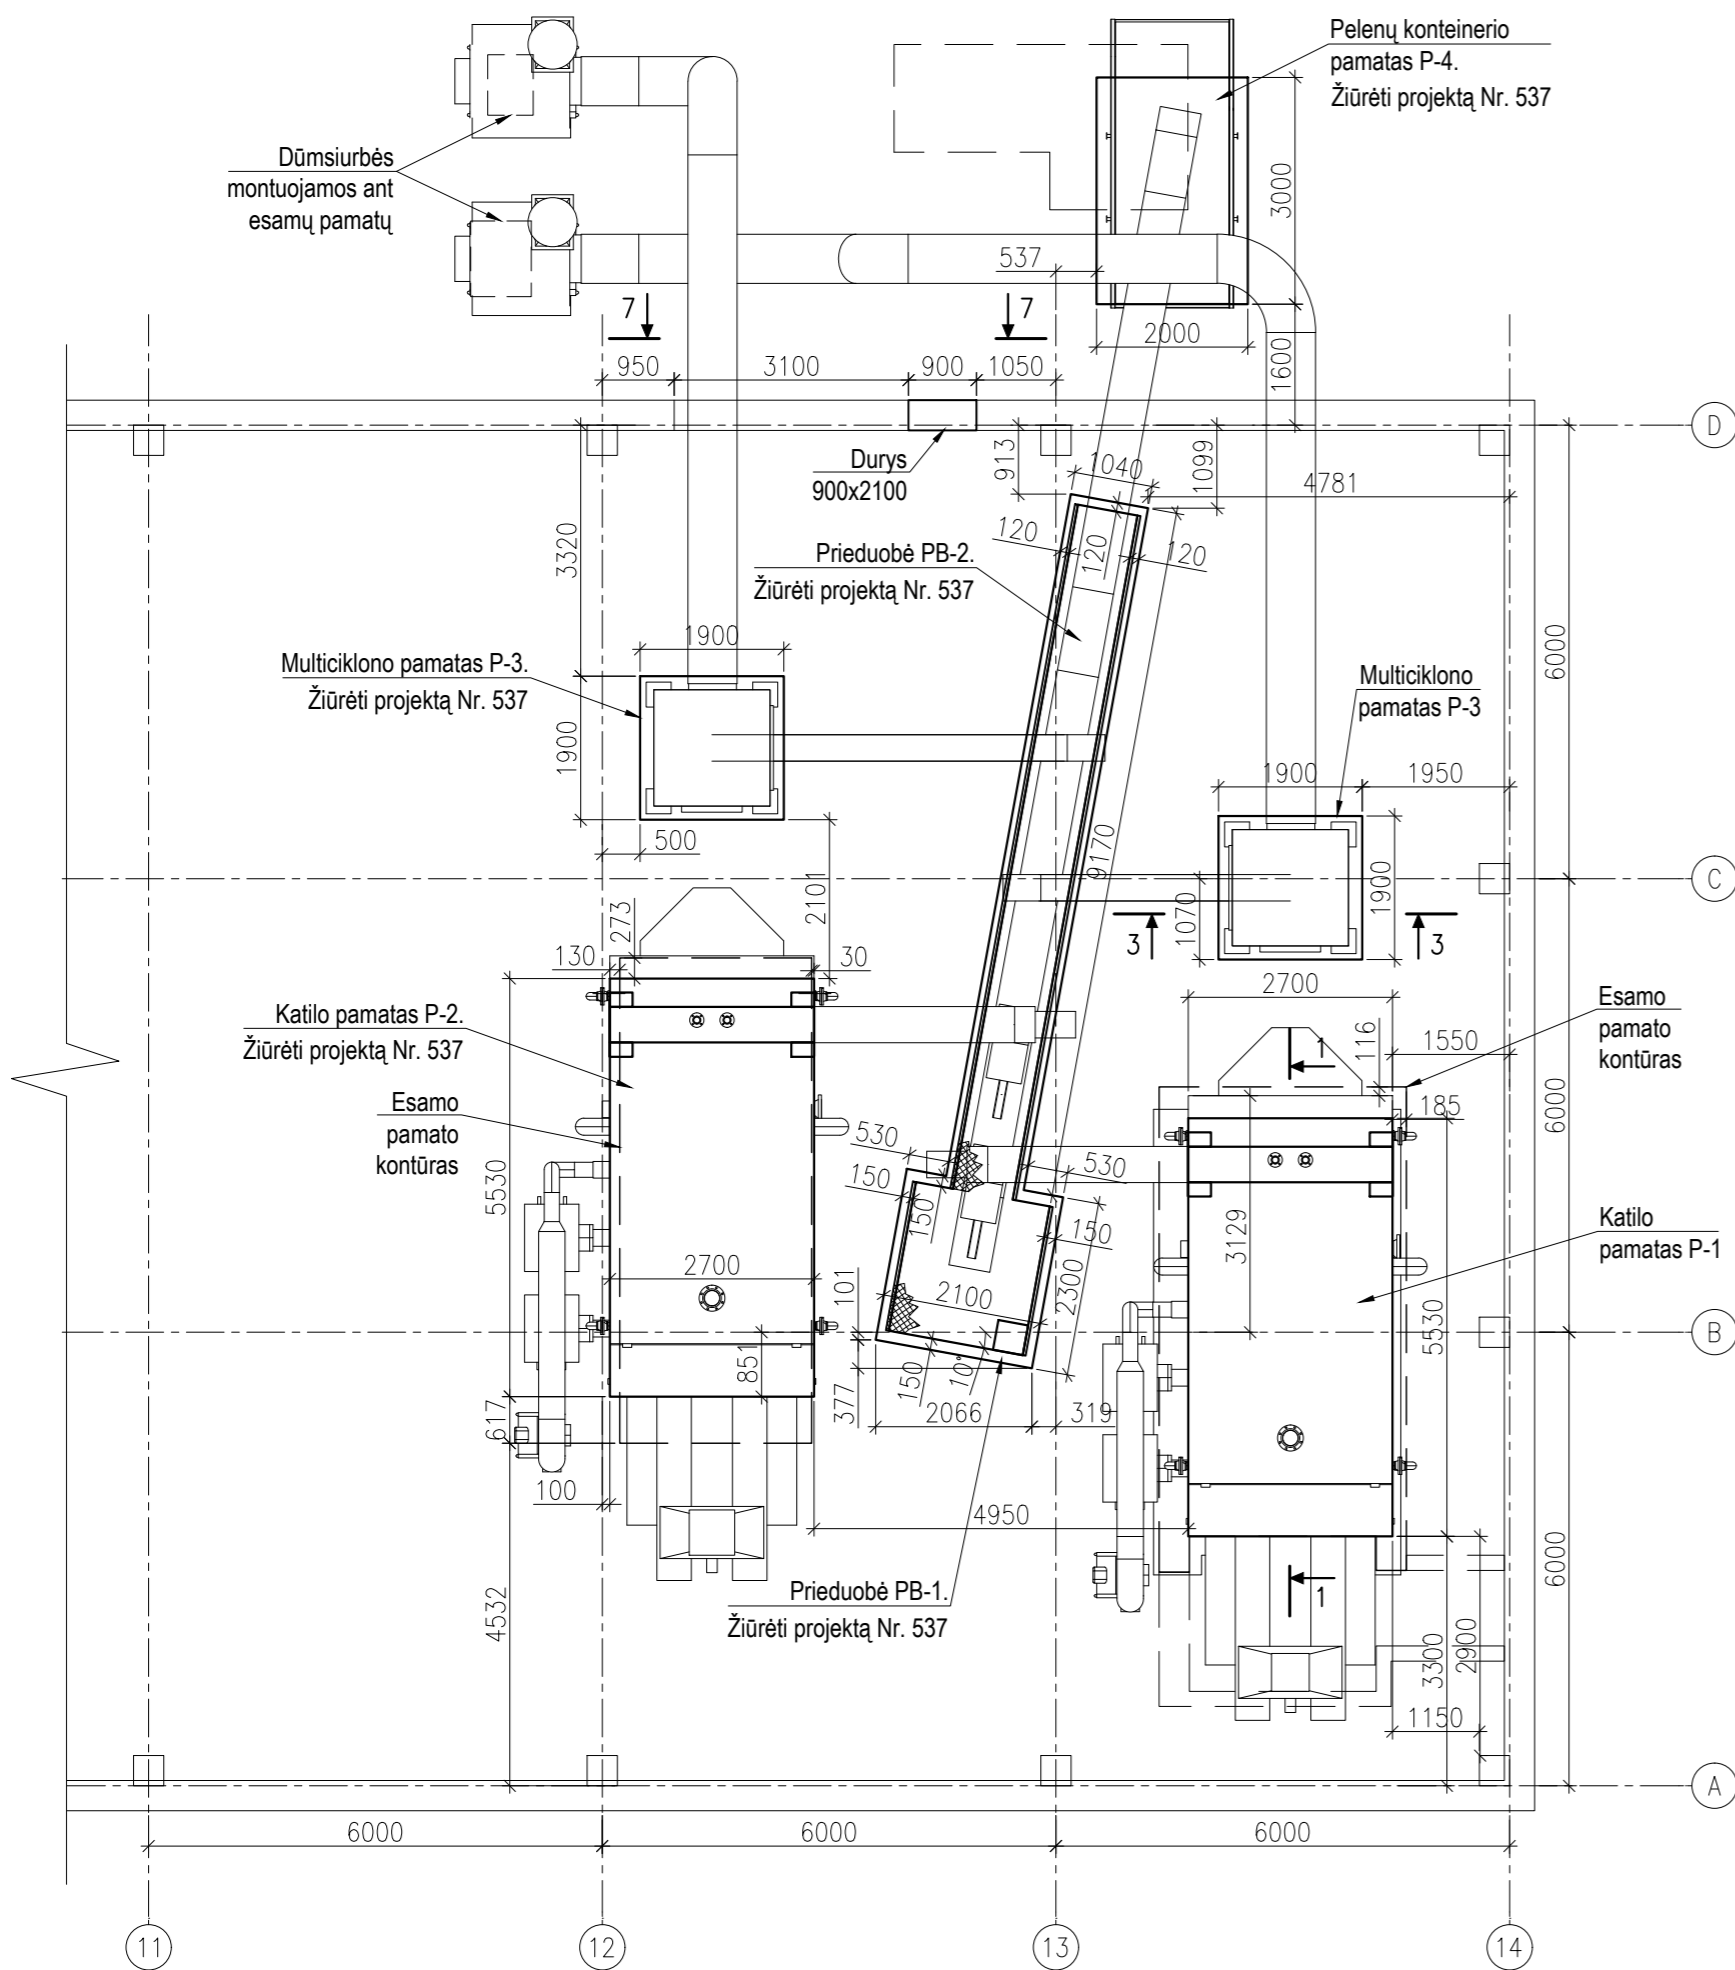 Pelenų konteinerio
pamatas P-4.
Žiūrėti projektą Nr. 537
Dūmsiurbės
montuojamos ant
esamų pamatų
3000
537
7
7
2000
1600
950
3100
900
1050
D
Durys
900x2100
913
1040
1099
4781
3320
120
120
120
Prieduobė PB-2.
Žiūrėti projektą Nr. 537
6000
1900
Multiciklono pamatas P-3.
Žiūrėti projektą Nr. 537
Multiciklono
pamatas P-3
1900
1900
1950
500
9170
2101
1900
C
1070
273
3
3
130
30
2700
Esamo
pamato
kontūras
Katilo pamatas P-2.
Žiūrėti projektą Nr. 537
1
116
1550
Esamo
pamato
kontūras
185
6000
530
530
5530
150
150
150
3129
Katilo
pamatas P-1
2700
101
2100
2300
B
5530
851
150
10°
377
617
2066
319
100
4950
Prieduobė PB-1.
Žiūrėti projektą Nr. 537
1
4532
6000
3300
2900
1150
A
6000
6000
6000
11
12
13
14